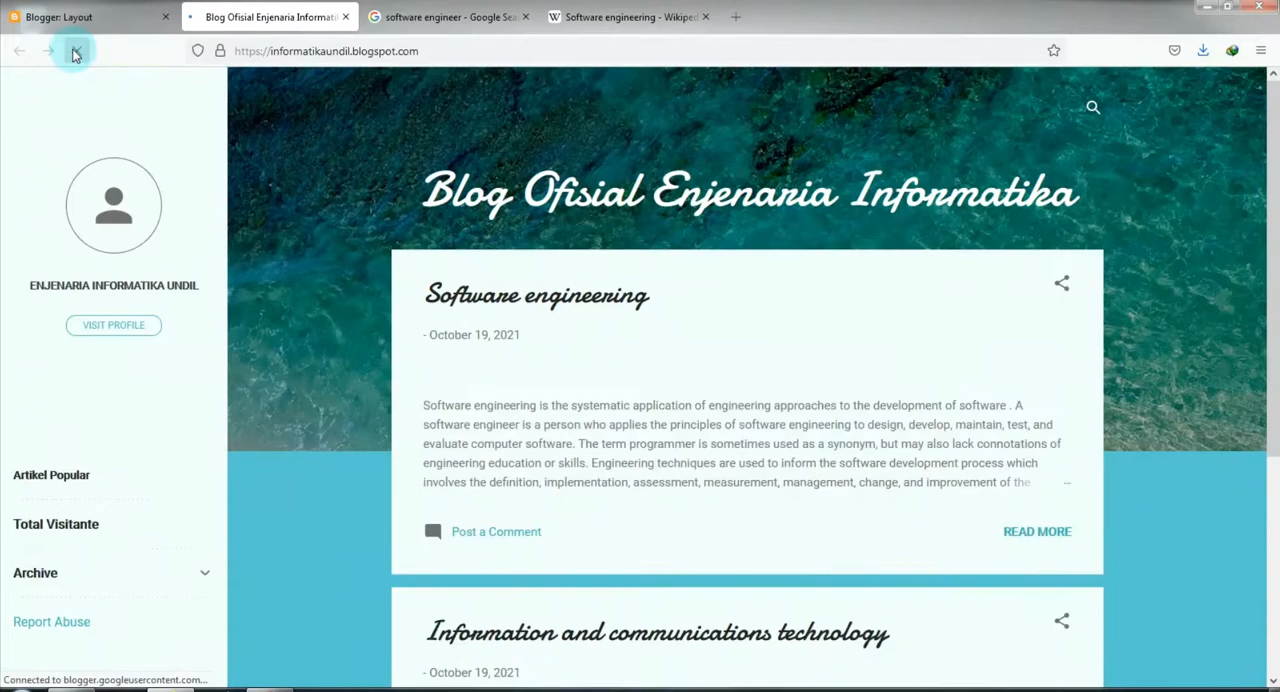 Blogger: Layout
Blog Ofisial Enjenaria Informati
software engineer - Google Sea
Software engineering - Wikiped
https://informatikaundil.blogspot.com
Blog Ofisial Enjenaria Informatika
ENJENARIA INFORMATIKA UNDIL
VISIT PROFILE
Artikel Popular
Total Visitante
Archive
Report Abuse
Software engineering
- October 19, 2021
Software engineering is the systematic application of engineering approaches to the development of software . A
software engineer is a person who applies the principles of software engineering to design, develop, maintain, test, and
evaluate computer software. The term programmer is sometimes used as a synonym, but may also lack connotations of
engineering education or skills. Engineering techniques are used to inform the software development process which
involves the definition, implementation, assessment, measurement, management, change, and improvement of the ...
Post a Comment
READ MORE
Information and communications technology
- October 19, 2021
Connected to blogger.googleusercontent.com...